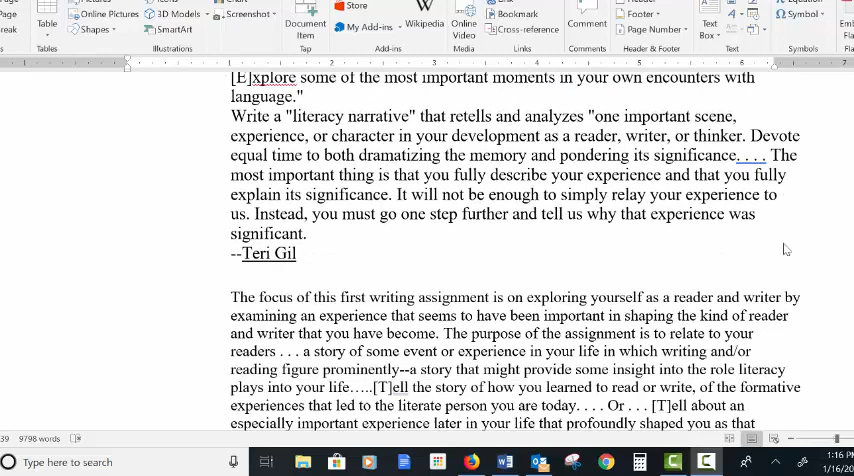 Table
Online Pictures
Shapes
3D Models
SmartArt
Screenshot
Illustrations
Document
Item
Store
My Add-ins
Add-ins
Wikipedia
Online
Video
Media
Bookmark
Cross-reference
Links
Comment
Comments
Footer
Page Number
Header & Footer
Text
Box
Text
Symbol
Symbols
1 2 3 4 5 6 7
[E]xplore some of the most important moments in your own encounters with
language."
Write a "literacy narrative" that retells and analyzes "one important scene,
experience, or character in your development as a reader, writer, or thinker. Devote
equal time to both dramatizing the memory and pondering its significance. . . . The
most important thing is that you fully describe your experience and that you fully
explain its significance. It will not be enough to simply relay your experience to
us. Instead, you must go one step further and tell us why that experience was
significant.
--Teri Gil
The focus of this first writing assignment is on exploring yourself as a reader and writer by
examining an experience that seems to have been important in shaping the kind of reader
and writer that you have become. The purpose of the assignment is to relate to your
readers . . . a story of some event or experience in your life in which writing and/or
reading figure prominently--a story that might provide some insight into the role literacy
plays into your life…..[T]ell the story of how you learned to read or write, of the formative
experiences that led to the literate person you are today. . . . Or . . . [T]ell about an
especially important experience later in your life that profoundly shaped you as that
39 9798 words
Type here to search
1:16 PM
1/16/20